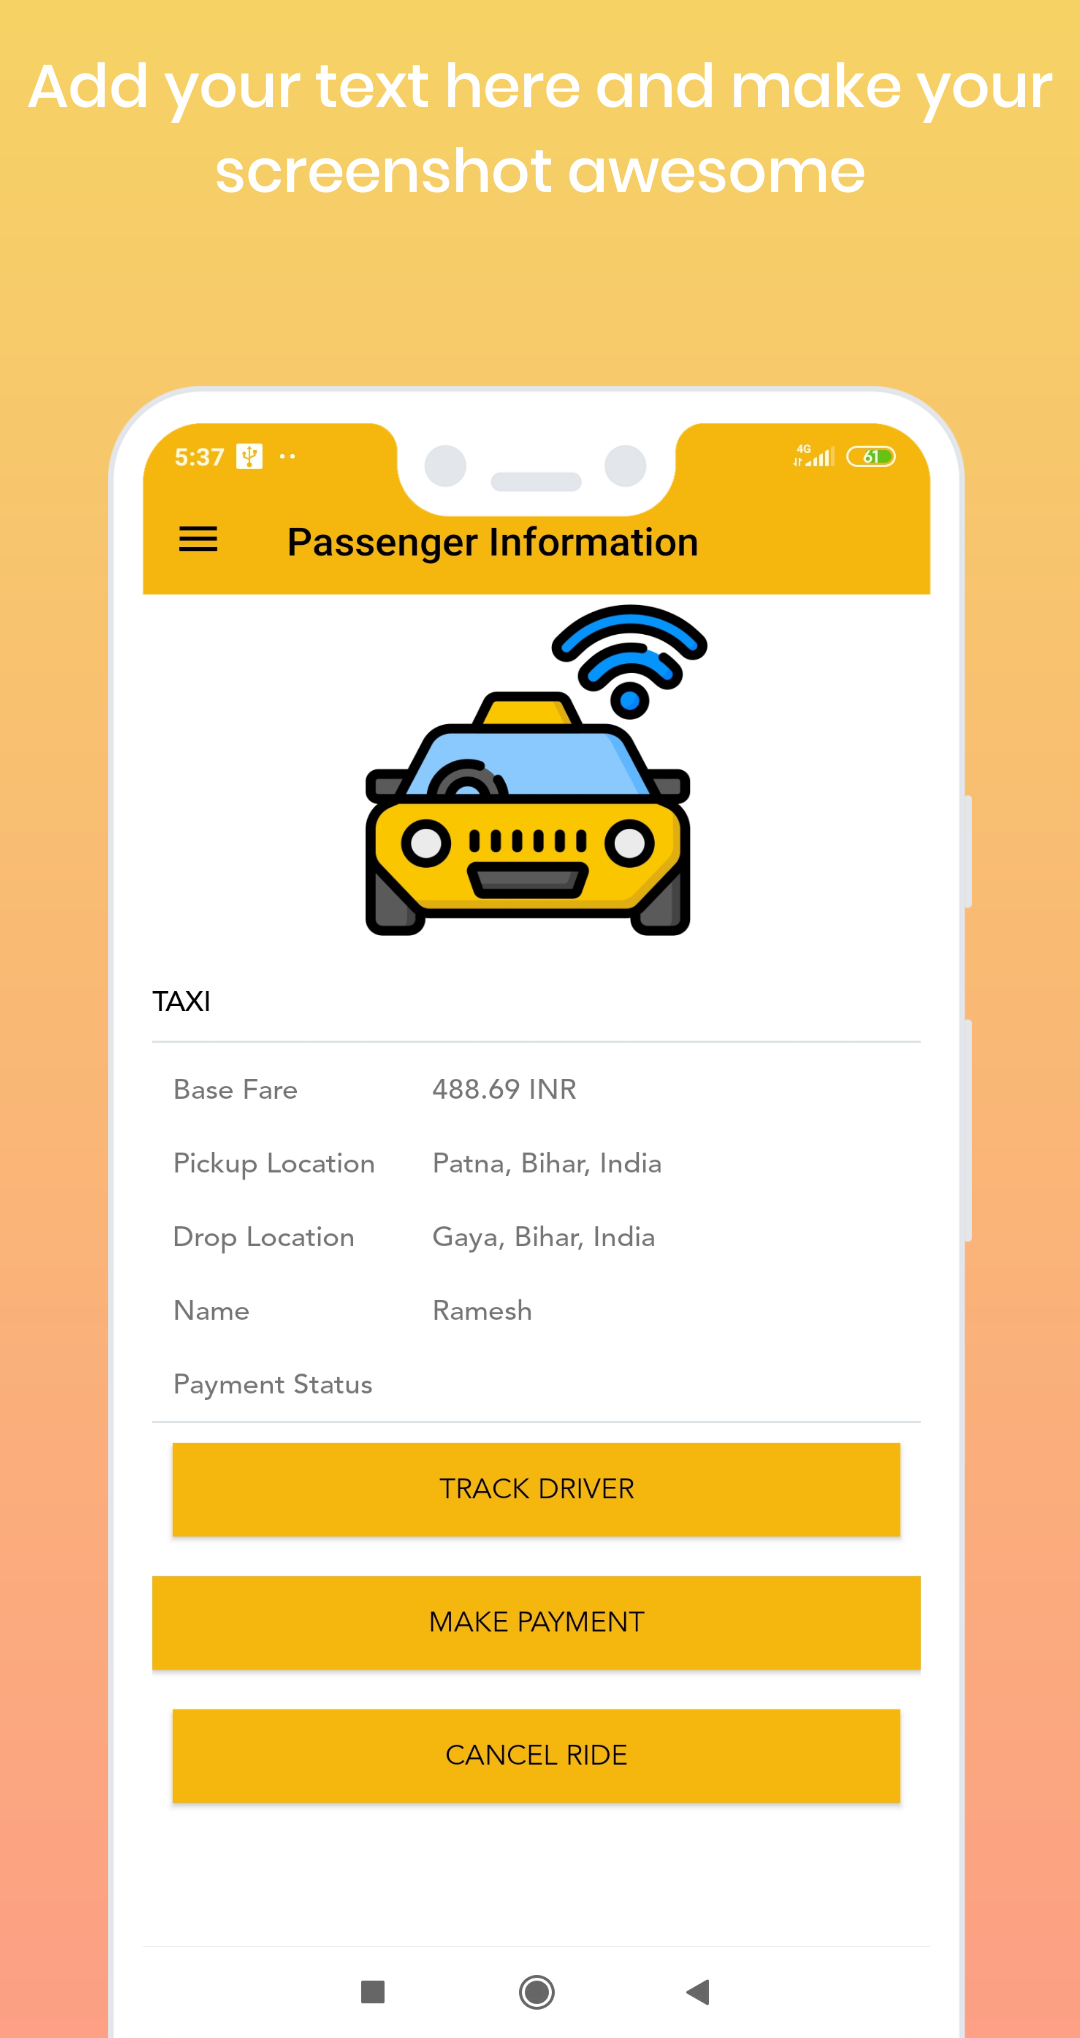 Add your text here and make your
screenshot awesome
5:37
4G
61
Passenger Information
TAXI
Base Fare 488.69 INR
Pickup Location Patna, Bihar, India
Drop Location Gaya, Bihar, India
Name Ramesh
Payment Status
TRACK DRIVER
MAKE PAYMENT
CANCEL RIDE